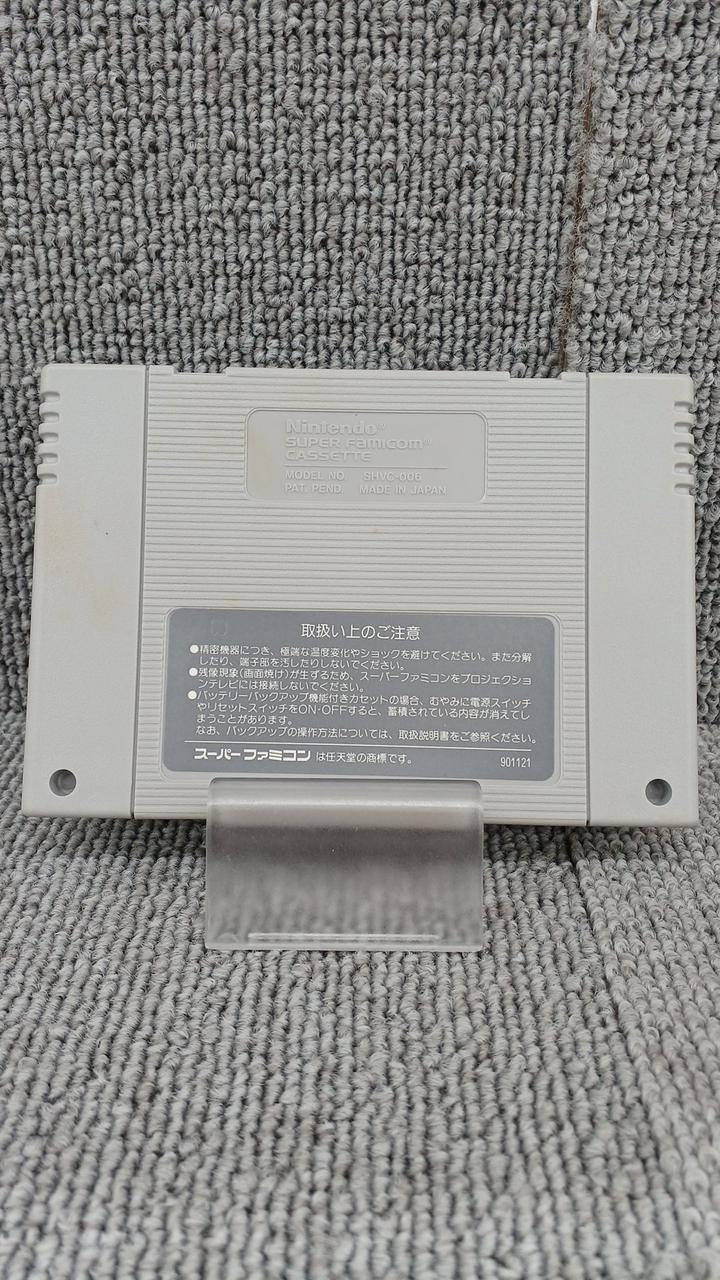 Nintendo®
SUPER FAMICOM®
CASSETTE
MODEL NO. SHVC-006
PAT. PEND. MADE IN JAPAN
取扱い上のご注意
●精密機器につき、極端な温度変化やショックを避けてください。また分解
したり、端子部を汚したりしないでください。
●残像現象(画面焼け)が生ずるため、スーパーファミコンをプロジェクショ
ンテレビには接続しないでください。
●バッテリーバックアップ機能付きカセットの場合、むやみに電源スイッチ
やリセットスイッチをON・OFFすると、蓄積されている内容が消えてし
まうことがあります。
なお、バックアップの操作方法については、取扱説明書をご参照ください。
スーパーファミコンは任天堂の商標です。 901121